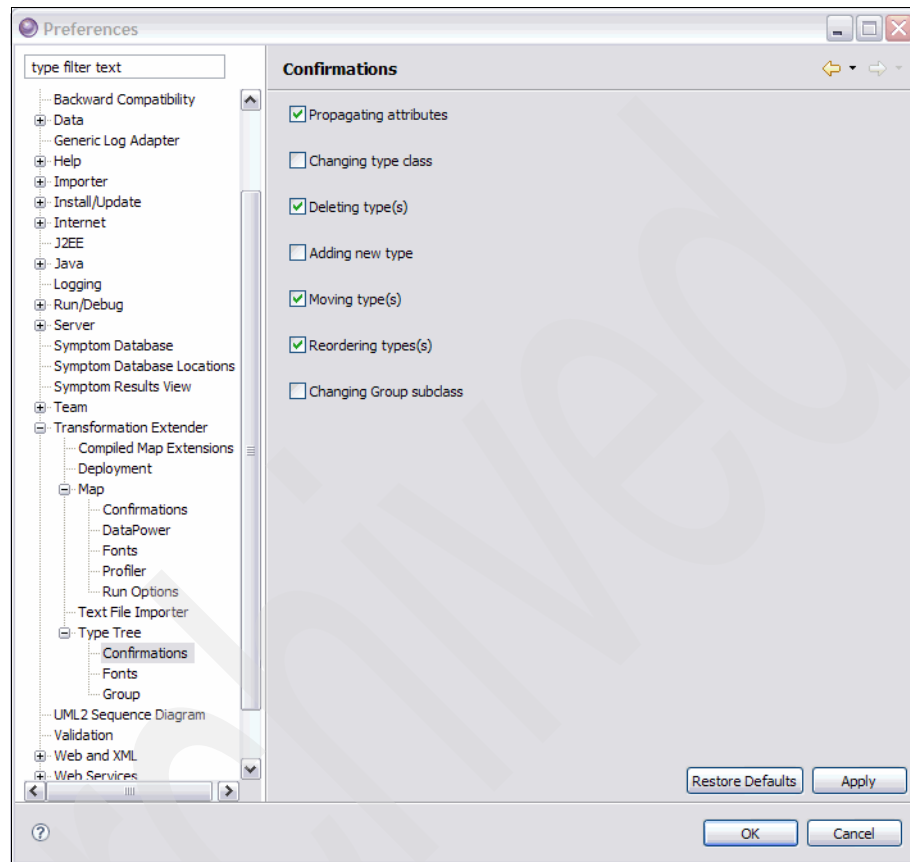 Preferences
type filter text
Confirmations
Backward Compatibility
Data
Generic Log Adapter
Help
Importer
Install/Update
Internet
J2EE
Java
Logging
Run/Debug
Server
Symptom Database
Symptom Database Locations
Symptom Results View
Team
Transformation Extender
Compiled Map Extensions
Deployment
Map
Confirmations
DataPower
Fonts
Profiler
Run Options
Text File Importer
Type Tree
Confirmations
Fonts
Group
UML2 Sequence Diagram
Validation
Web and XML
Web Services
Propagating attributes
Changing type class
Deleting type(s)
Adding new type
Moving type(s)
Reordering types(s)
Changing Group subclass
Restore Defaults
Apply
?
OK
Cancel